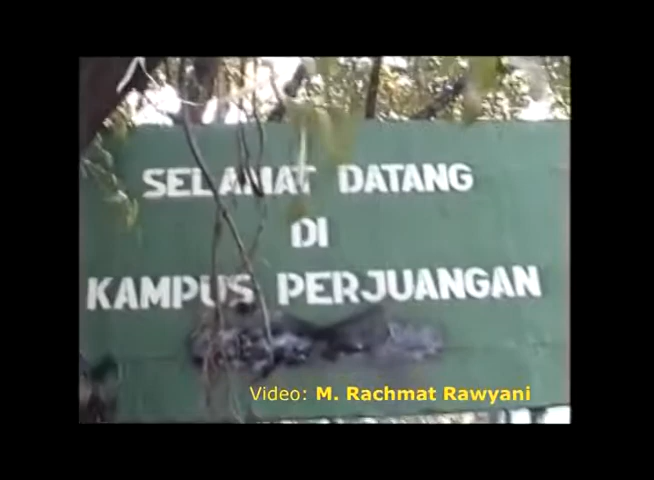 SELAMAT DATANG
DI
KAMPUS PERJUANGAN
Video: M. Rachmat Rawyani